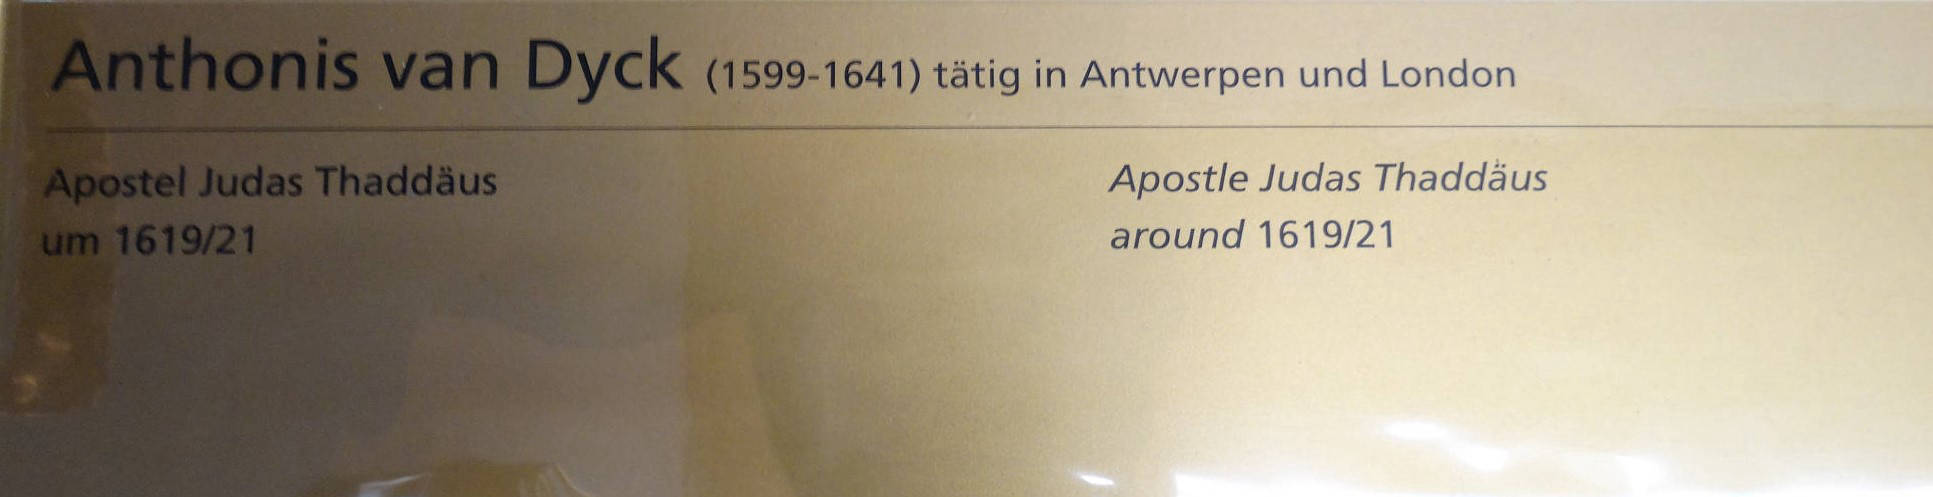 Anthonis van Dyck (1599-1641) tätig in Antwerpen und London
Apostel Judas Thaddäus
um 1619/21
Apostle Judas Thaddäus
around 1619/21